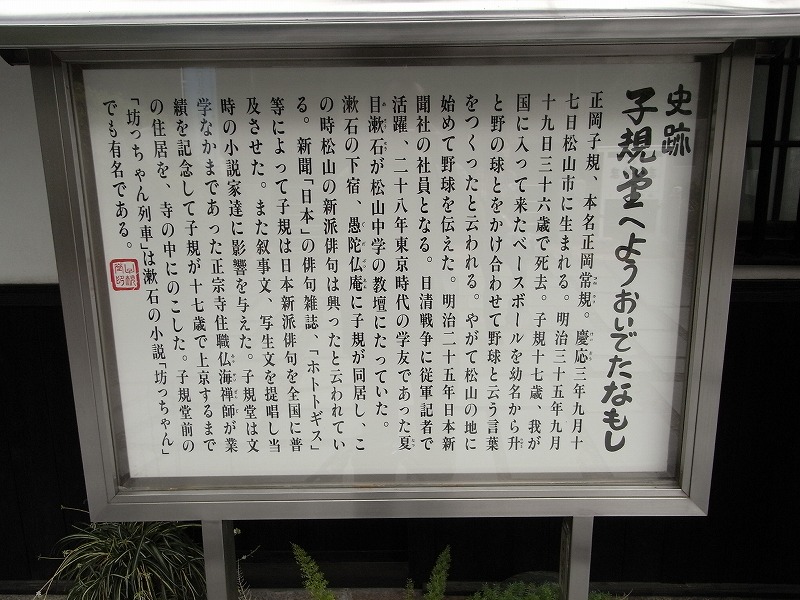 史跡
子規堂へようおいでたなもし
正岡子規、本名正岡常規。慶応三年九月十
七日松山市に生まれる。明治三十五年九月
十九日三十六歳で死去。子規十七歳、我が
国に入って来たベースボールを幼名から升
と野の球とをかけ合わせて野球と云う言葉
をつくったと云われる。やがて松山の地に
始めて野球を伝えた。明治二十五年日本新
聞社の社員となる。日清戦争に従軍記者で
活躍、二十八年東京時代の学友であった夏
目漱石が松山中学の教壇にたっていた。
漱石の下宿、愚陀仏庵に子規が同居し、こ
の時松山の新派俳句は興ったと云われてい
る。新聞「日本」の俳句雑誌、「ホトトギス」
等によって子規は日本新派俳句を全国に普
及させた。また叙事文、写生文を提唱し当
時の小説家達に影響を与えた。子規堂は文
学なかまであった正宗寺住職仏海禅師が業
績を記念して子規が十七歳で上京するまで
の住居を、寺の中にのこした。子規堂前の
「坊っちゃん列車」は漱石の小説「坊っちゃん」
でも有名である。